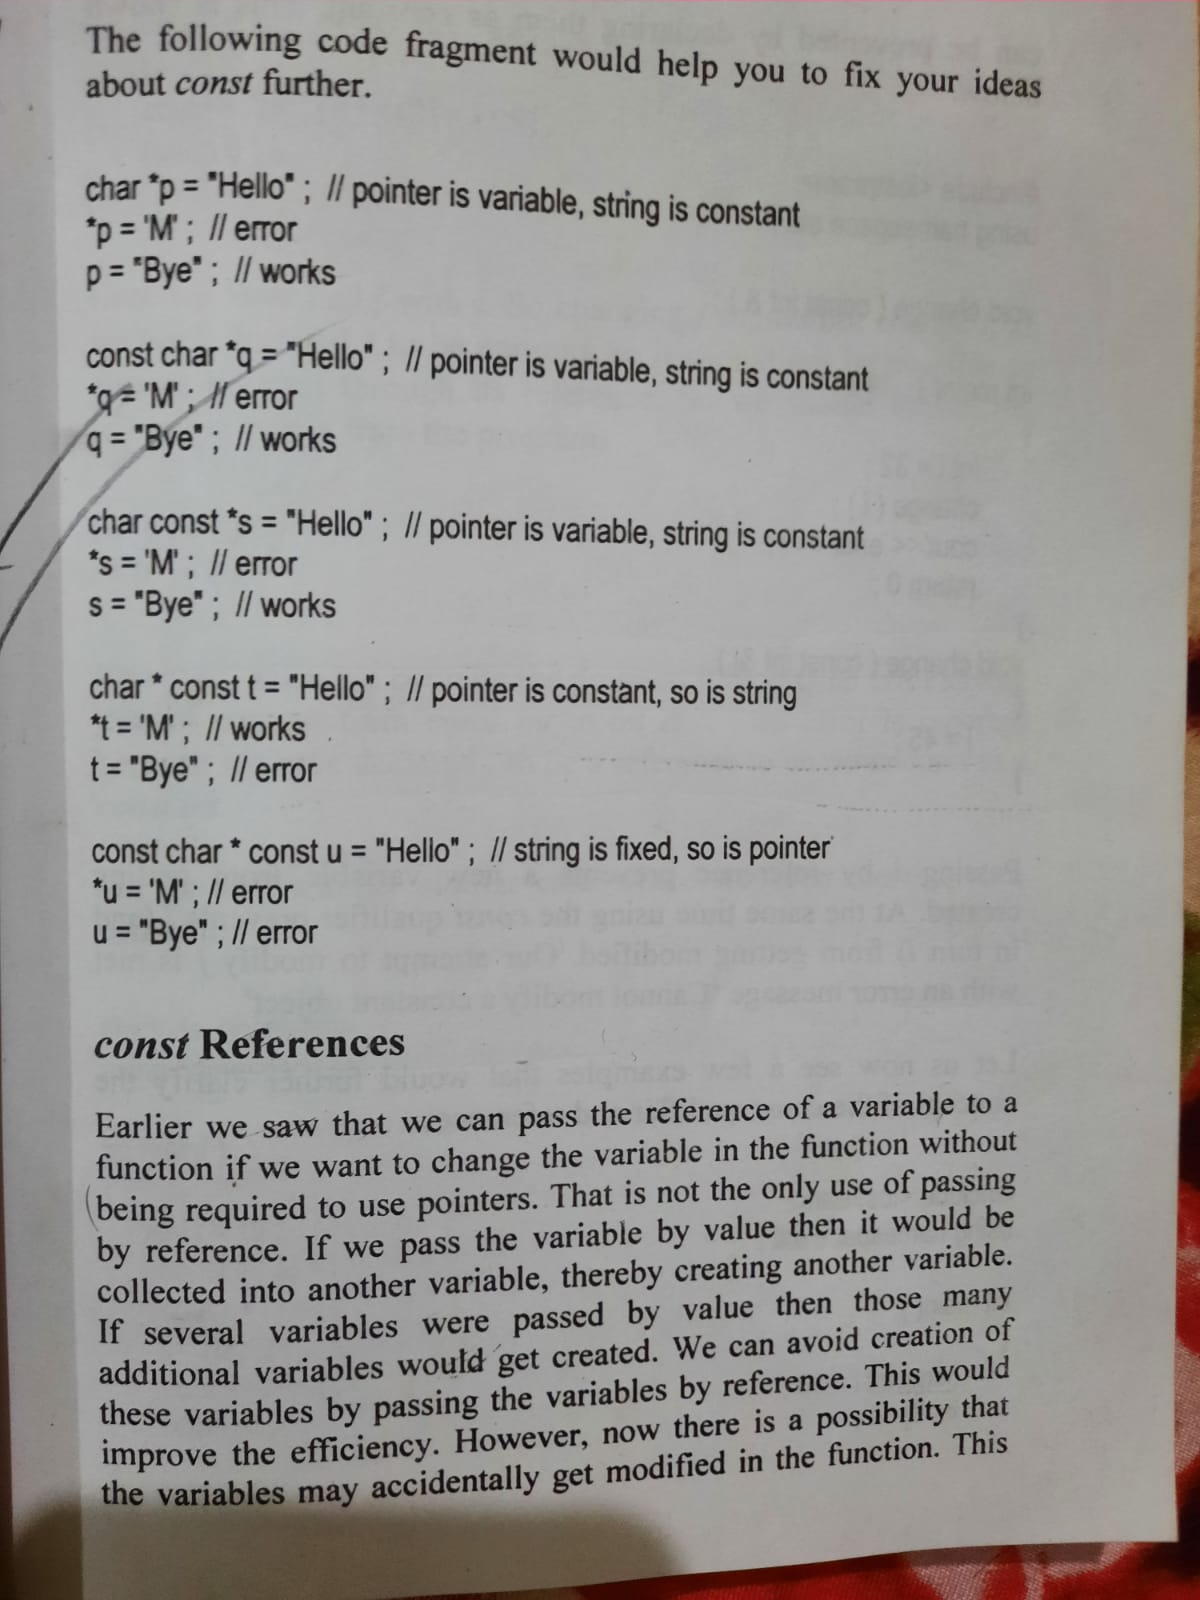 The following code fragment would help you to fix your ideas
about const further.
char *p = "Hello" ; // pointer is variable, string is constant
*p = 'M' ; // error
p = "Bye" ; // works
const char *q = "Hello" ; // pointer is variable, string is constant
*q = 'M' ; // error
q = "Bye" ; // works
char const *s = "Hello" ; // pointer is variable, string is constant
*s = 'M' ; // error
s = "Bye" ; // works
char * const t = "Hello" ; // pointer is constant, so is string
*t = 'M' ; // works
t = "Bye" ; // error
const char * const u = "Hello" ; // string is fixed, so is pointer
*u = 'M' ; // error
u = "Bye" ; // error
const References
Earlier we saw that we can pass the reference of a variable to a
function if we want to change the variable in the function without
being required to use pointers. That is not the only use of passing
by reference. If we pass the variable by value then it would be
collected into another variable, thereby creating another variable.
If several variables were passed by value then those many
additional variables would get created. We can avoid creation of
these variables by passing the variables by reference. This would
improve the efficiency. However, now there is a possibility that
the variables may accidentally get modified in the function. This